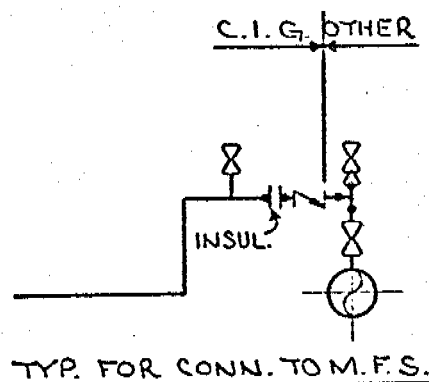 C.I.G. OTHER
INSUL.
TYP. FOR CONN. TO M.F.S.